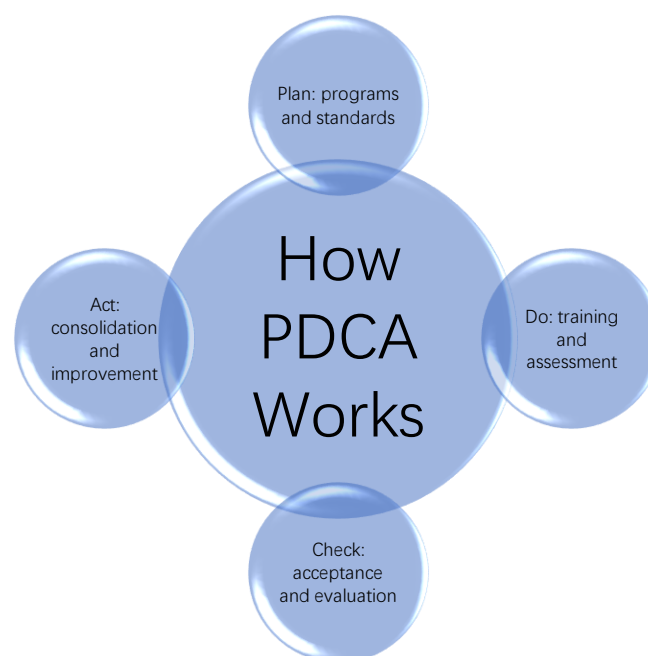 Plan: programs
and standards
How
PDCA
Works
Do: training
and
assessment
Check:
acceptance
and evaluation
Act:
consolidation
and
improvement